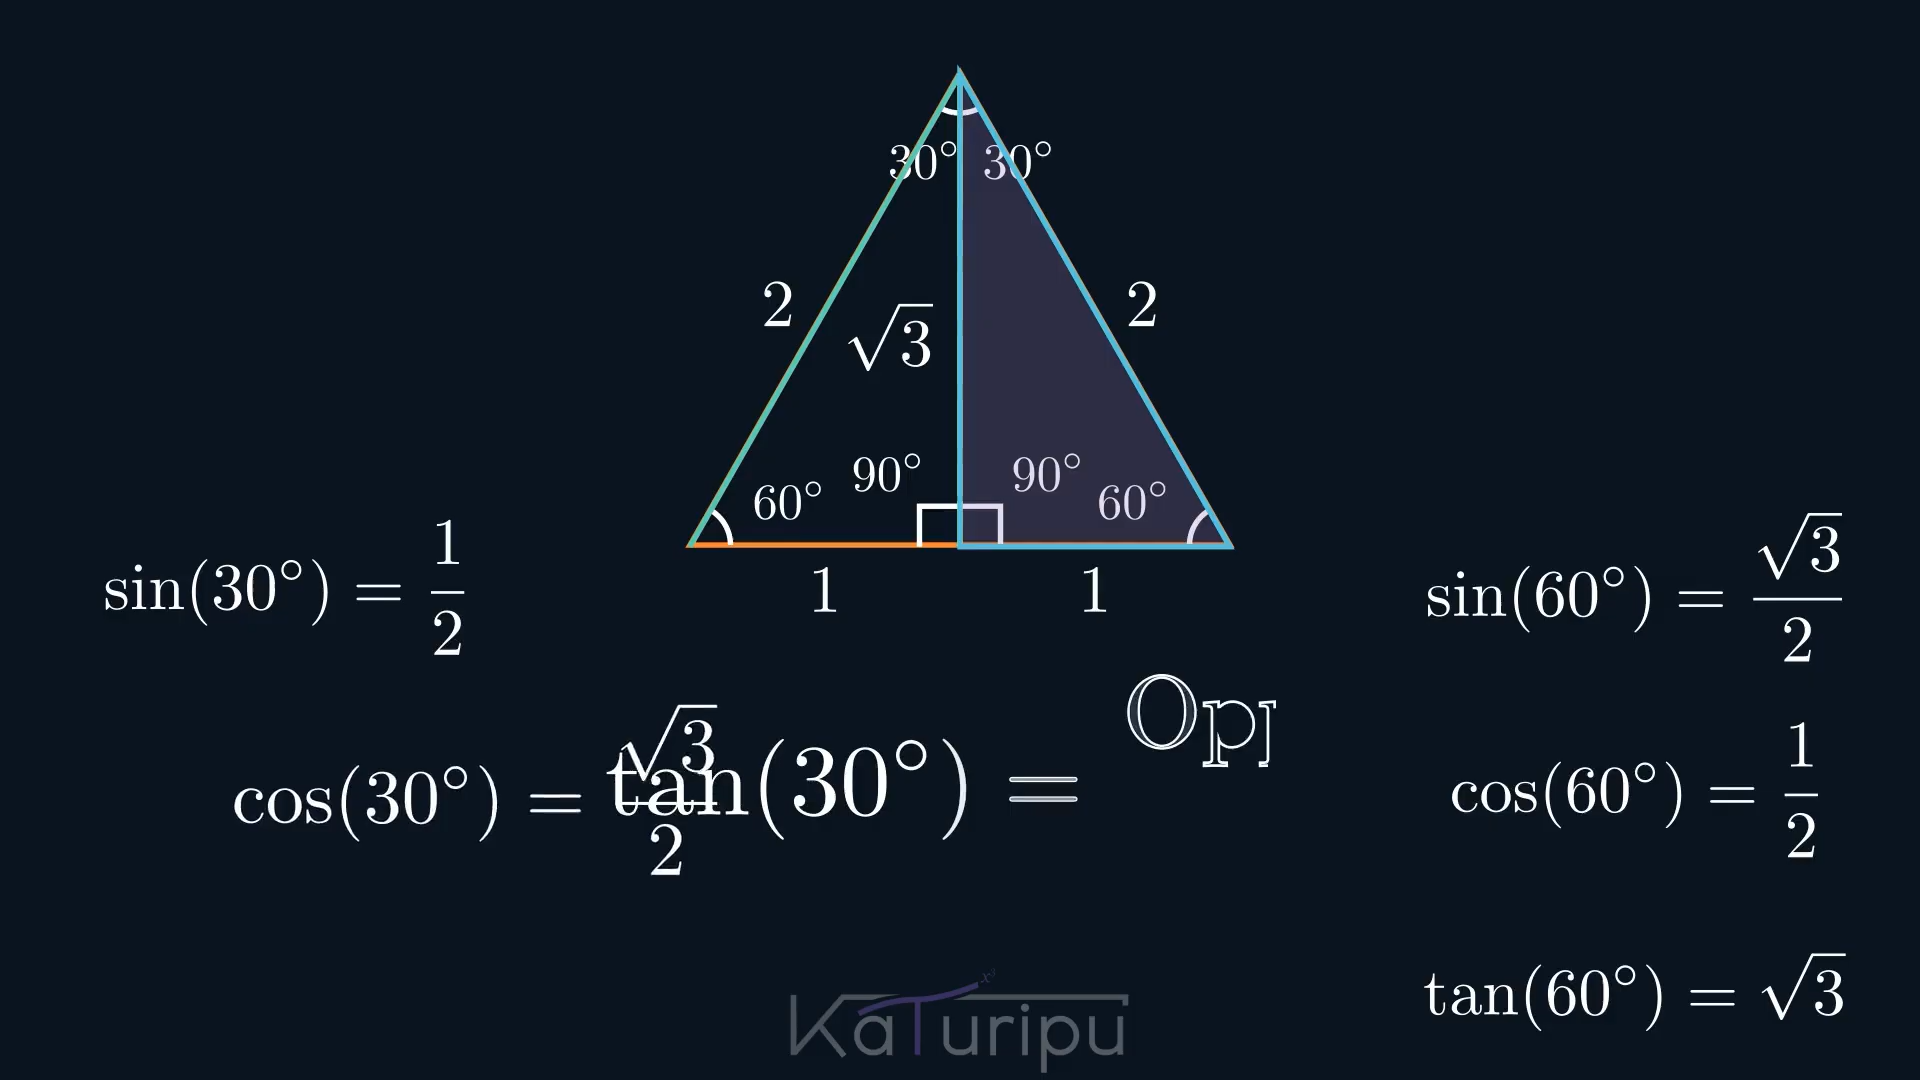 30° 30°
2 √3 2
60° 90° 90° 60°
1 1
sin(30°) = 1/2
sin(60°) = √3/2
cos(30°) = √3/2
tan(30°) = Opp
cos(60°) = 1/2
tan(60°) = √3
KaTuripu